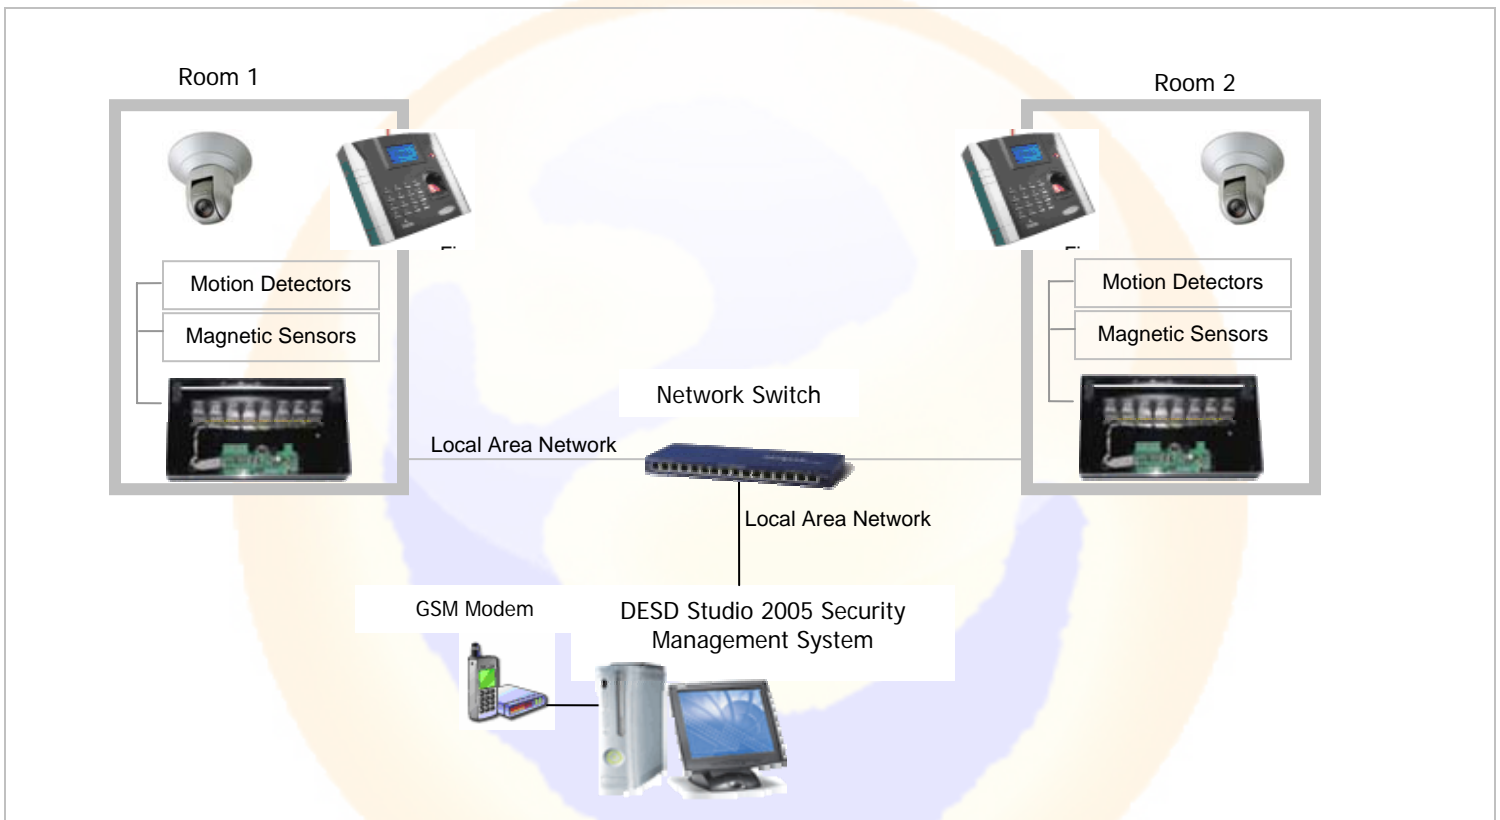 Room 1
Room 2
Motion Detectors
Magnetic Sensors
Motion Detectors
Magnetic Sensors
Network Switch
Local Area Network
Local Area Network
GSM Modem
DESD Studio 2005 Security
Management System